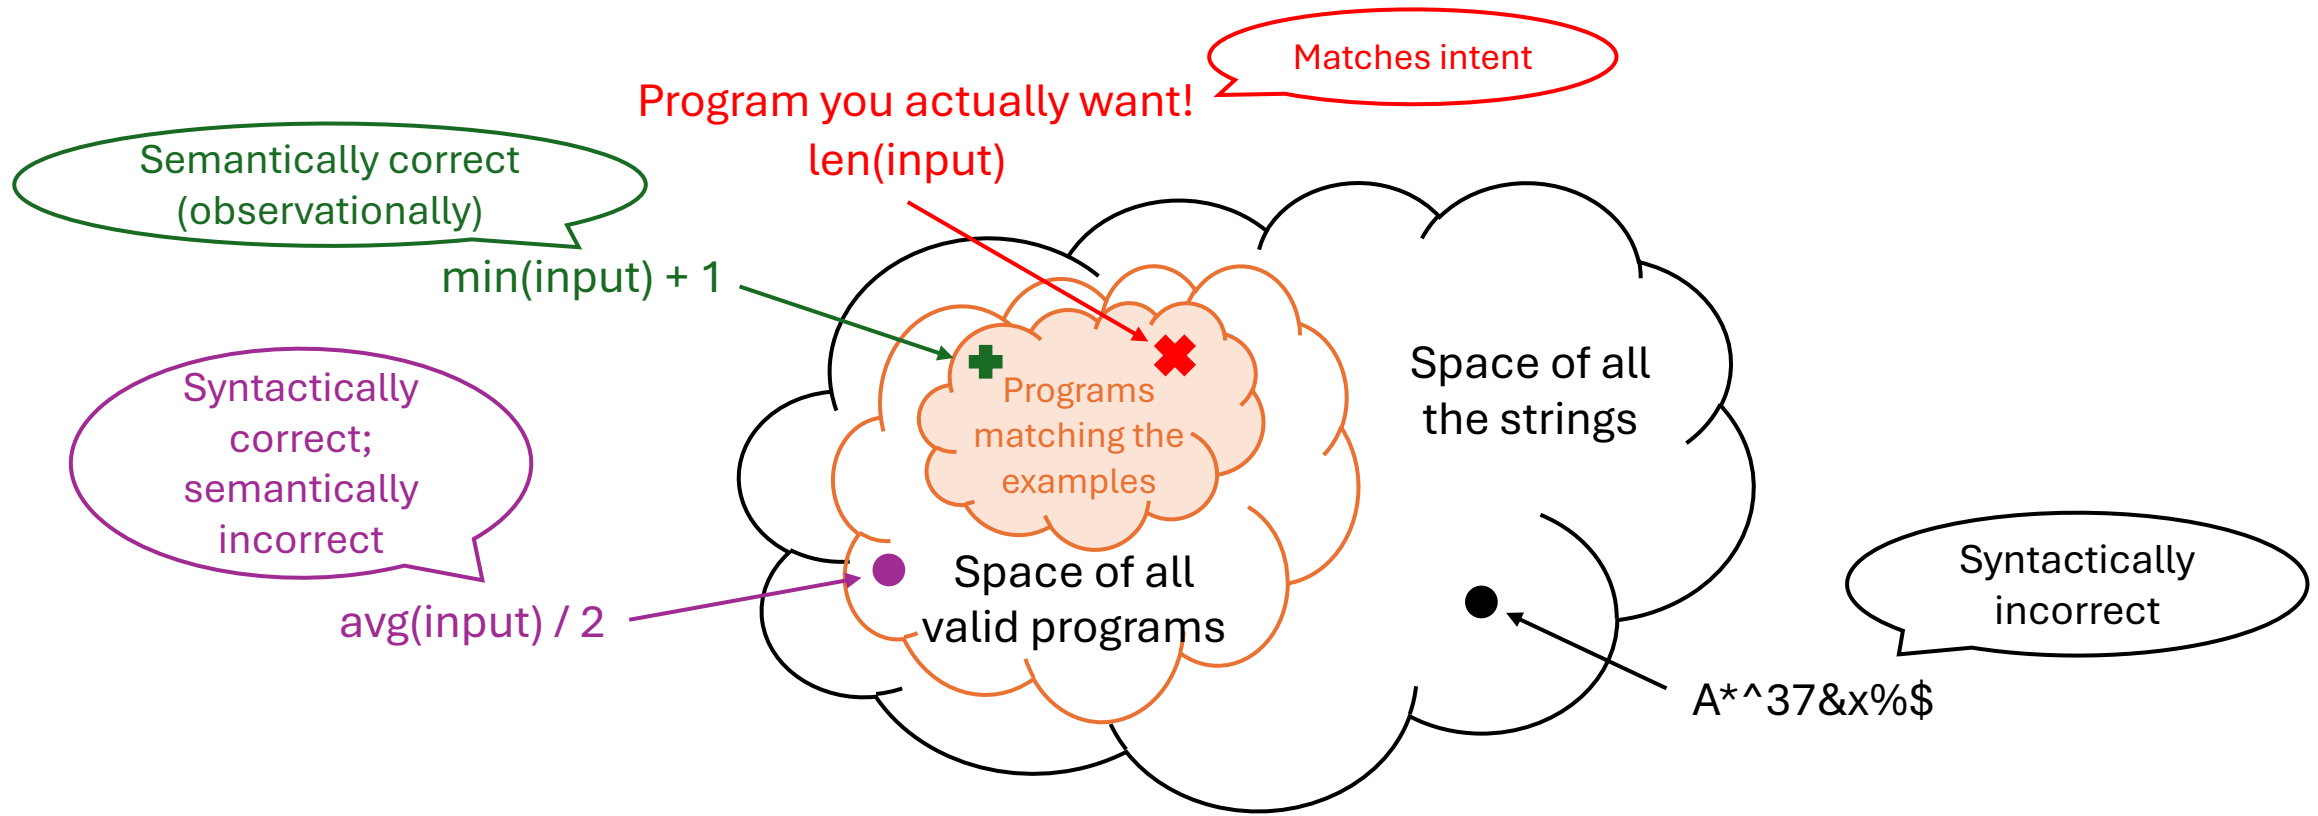 Matches intent
Program you actually want!
len(input)
Semantically correct
(observationally)
min(input) + 1
Syntactically
correct;
semantically
incorrect
avg(input) / 2
Programs
matching the
examples
Space of all
valid programs
Space of all
the strings
Syntactically
incorrect
A*^37&x%$